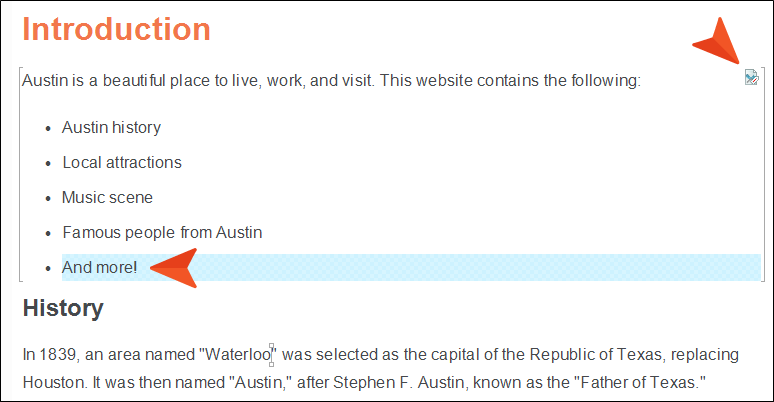 Introduction
Austin is a beautiful place to live, work, and visit. This website contains the following:
• Austin history
• Local attractions
• Music scene
• Famous people from Austin
• And more!
History
In 1839, an area named "Waterloo" was selected as the capital of the Republic of Texas, replacing
Houston. It was then named "Austin," after Stephen F. Austin, known as the "Father of Texas."